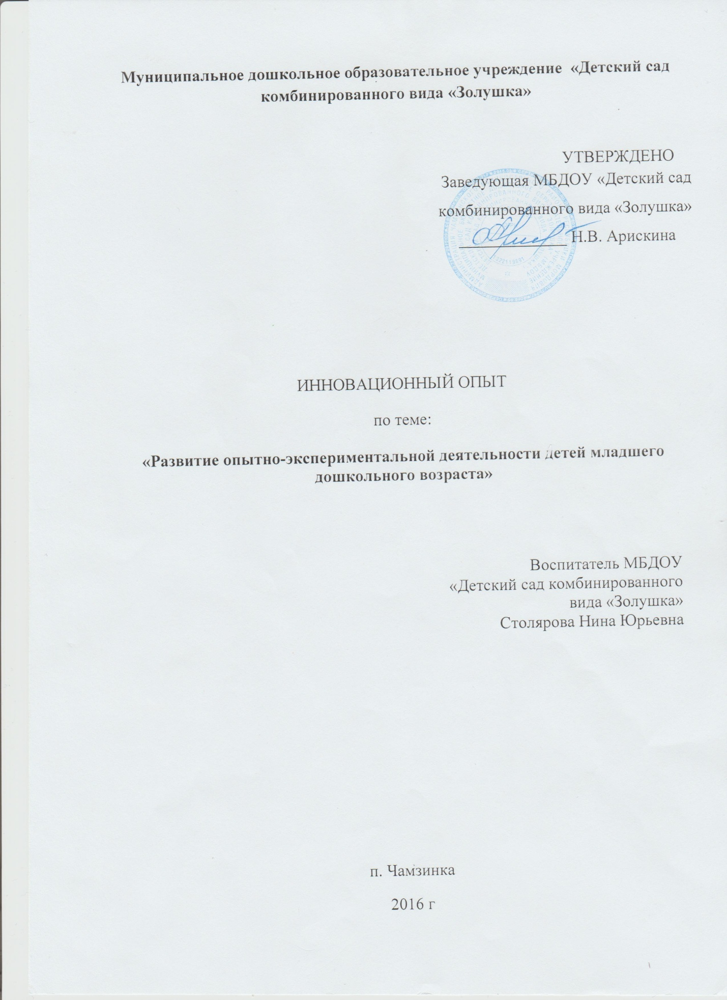 Муниципальное дошкольное образовательное учреждение «Детский сад
комбинированного вида «Золушка»
УТВЕРЖДЕНО
Заведующая МБДОУ «Детский сад
комбинированного вида «Золушка»
Н.В. Арискина
ИННОВАЦИОННЫЙ ОПЫТ
по теме:
«Развитие опытно-экспериментальной деятельности детей младшего
дошкольного возраста»
Воспитатель МБДОУ
«Детский сад комбинированного
вида «Золушка»
Столярова Нина Юрьевна
п. Чамзинка
2016 г